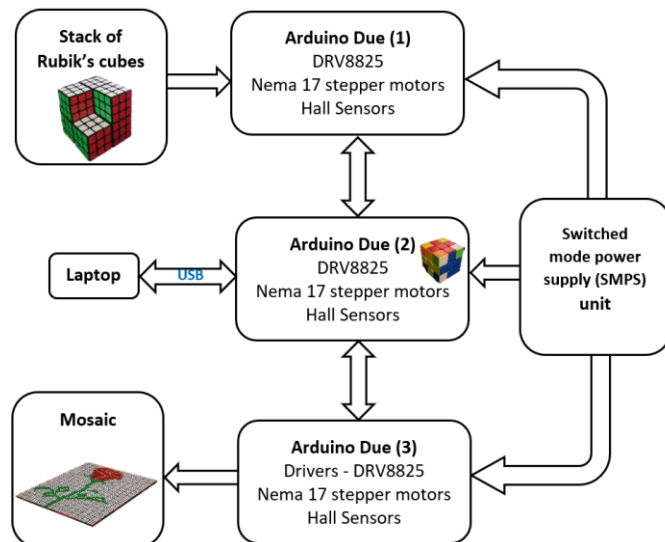 Stack of
Rubik's cubes
Arduino Due (1)
DRV8825
Nema 17 stepper motors
Hall Sensors
Laptop
USB
Arduino Due (2)
DRV8825
Nema 17 stepper motors
Hall Sensors
Switched
mode power
supply (SMPS)
unit
Mosaic
Arduino Due (3)
Drivers - DRV8825
Nema 17 stepper motors
Hall Sensors